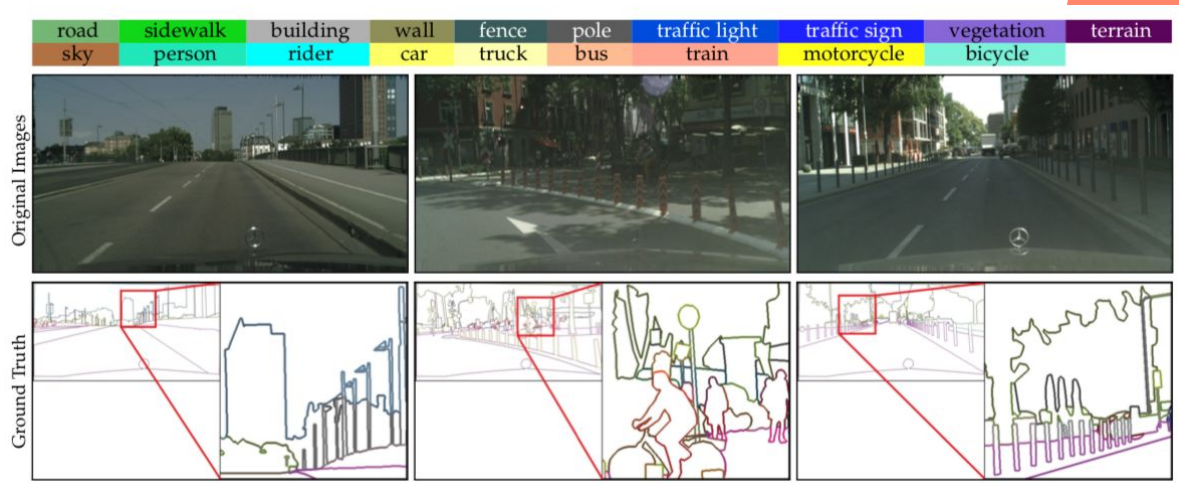 road sidewalk building wall fence pole traffic light traffic sign vegetation terrain
sky person rider car truck bus train motorcycle bicycle
Original Images
Ground Truth